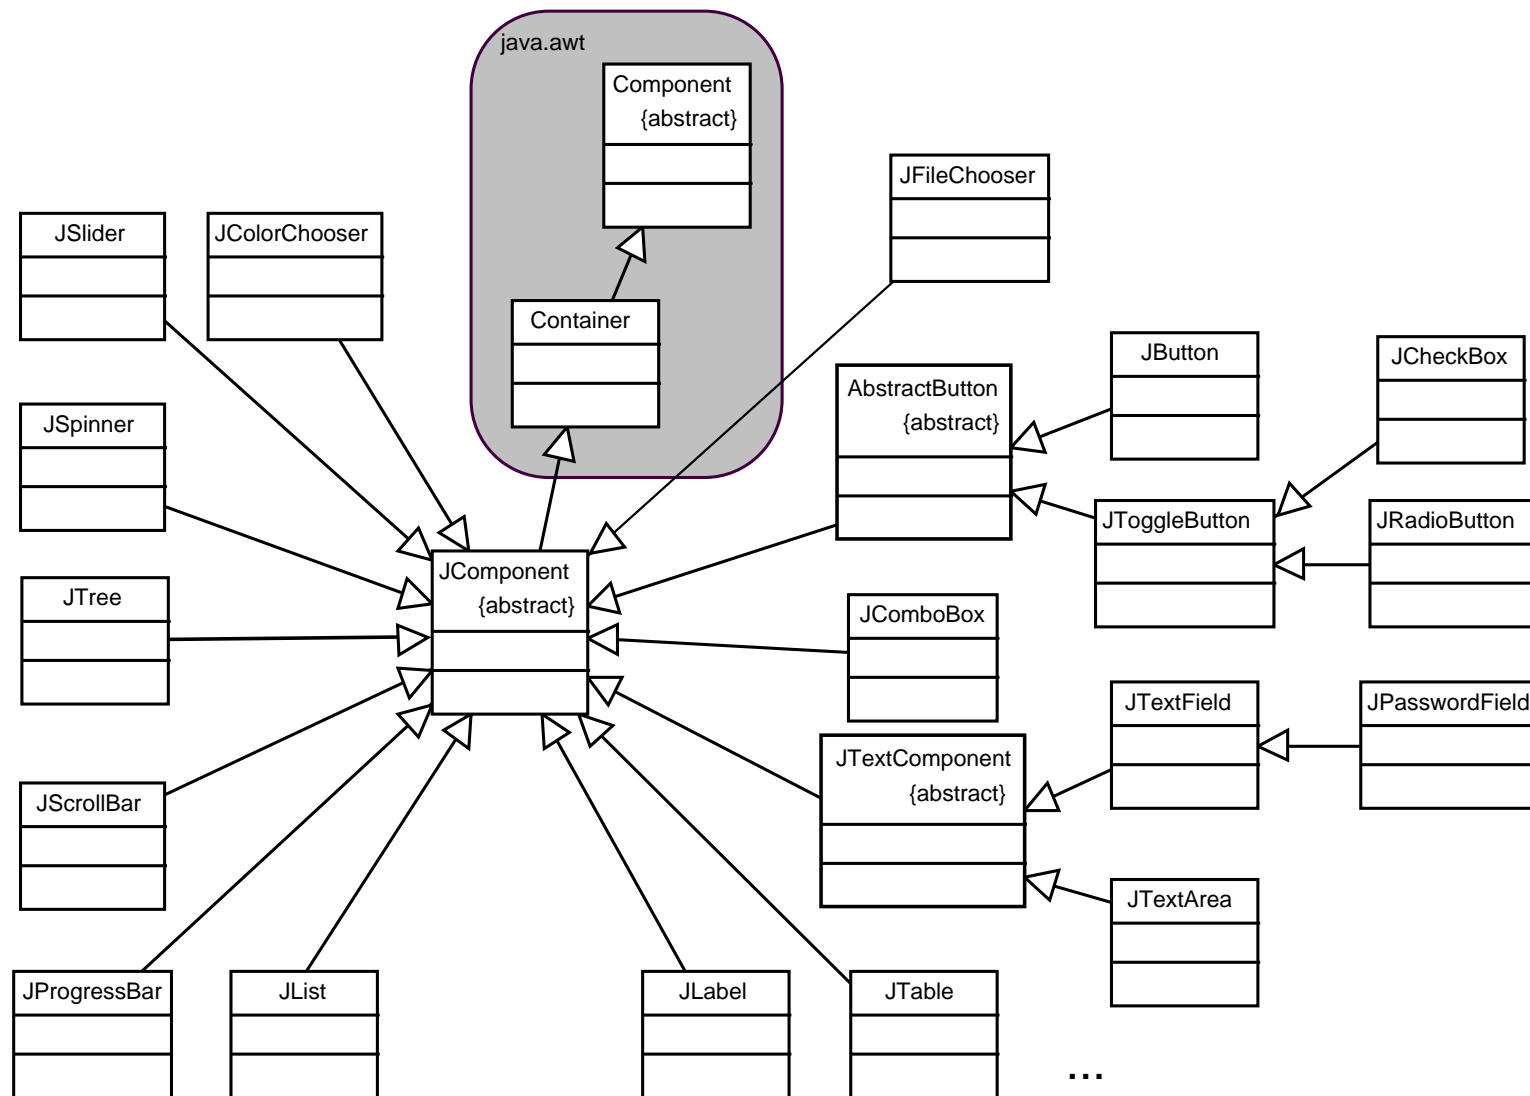 java.awt
Component
{abstract}
JFileChooser
JSlider
JColorChooser
Container
JButton
JCheckBox
AbstractButton
{abstract}
JSpinner
JToggleButton
JRadioButton
JComponent
{abstract}
JTree
JComboBox
JTextField
JPasswordField
JTextComponent
{abstract}
JScrollBar
JTextArea
JProgressBar
JList
JLabel
JTable
...